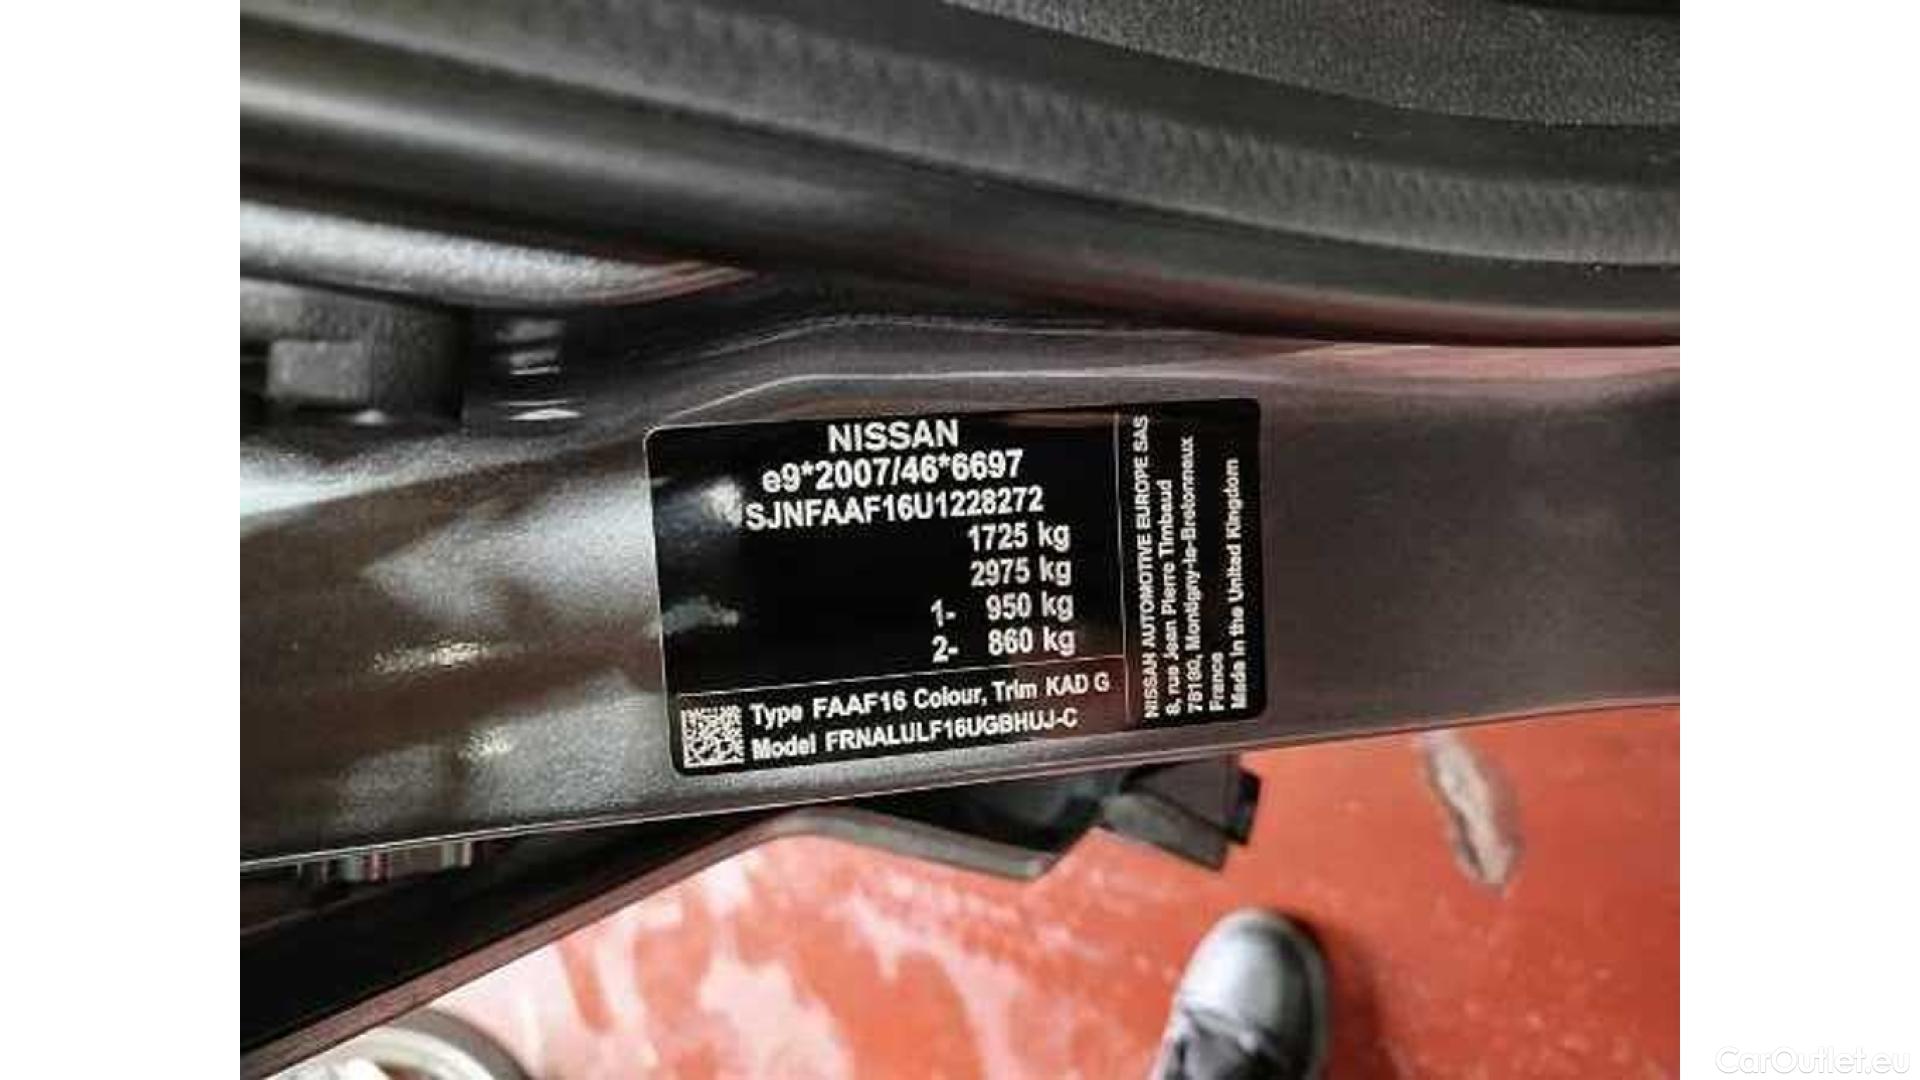 NISSAN
e9*2007/46*6697
SJNFAAF16U1228272
1725 kg
2975 kg
1- 950 kg
2- 860 kg
Type FAAF16 Colour, Trim KAD G
Model FRNALULF16UGBHUJ-C
NISSAN AUTOMOTIVE EUROPE SAS
8, rue Jean Pierre Timbaud
78180, Montigny-le-Bretonneux
France
Made in the United Kingdom
CarOutlet.eu